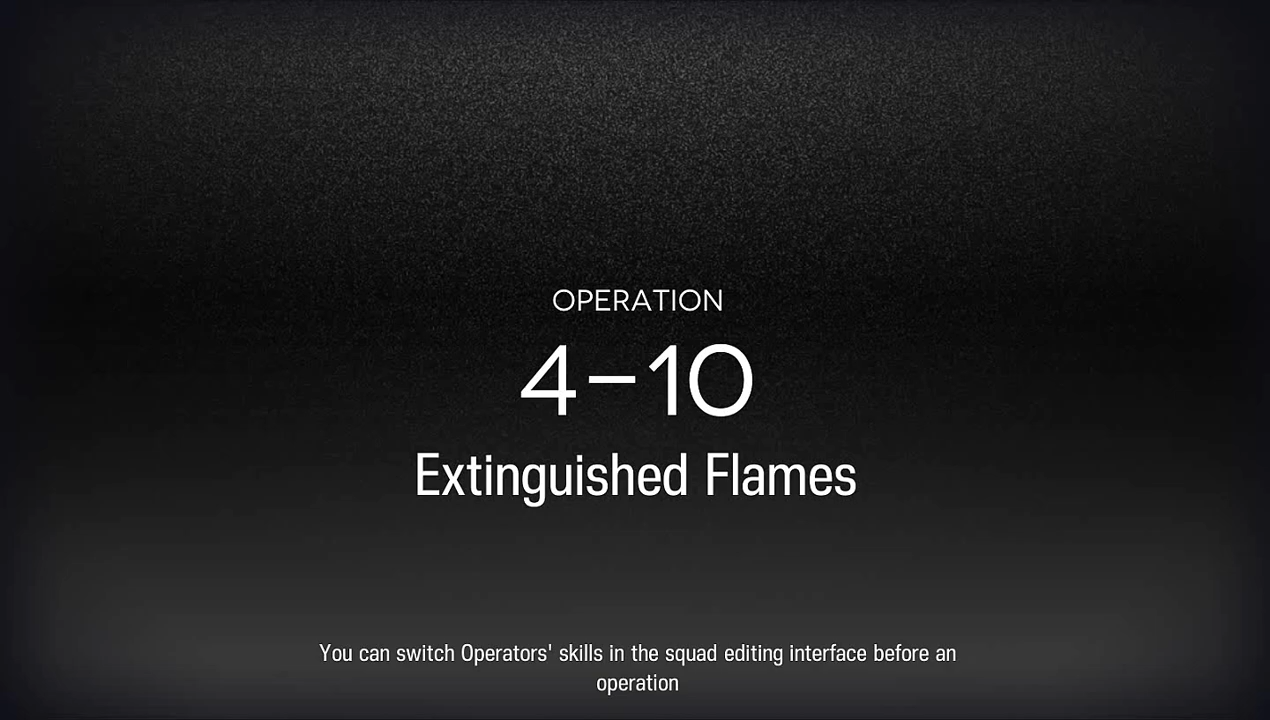 OPERATION
4-10
Extinguished Flames
You can switch Operators' skills in the squad editing interface before an
operation